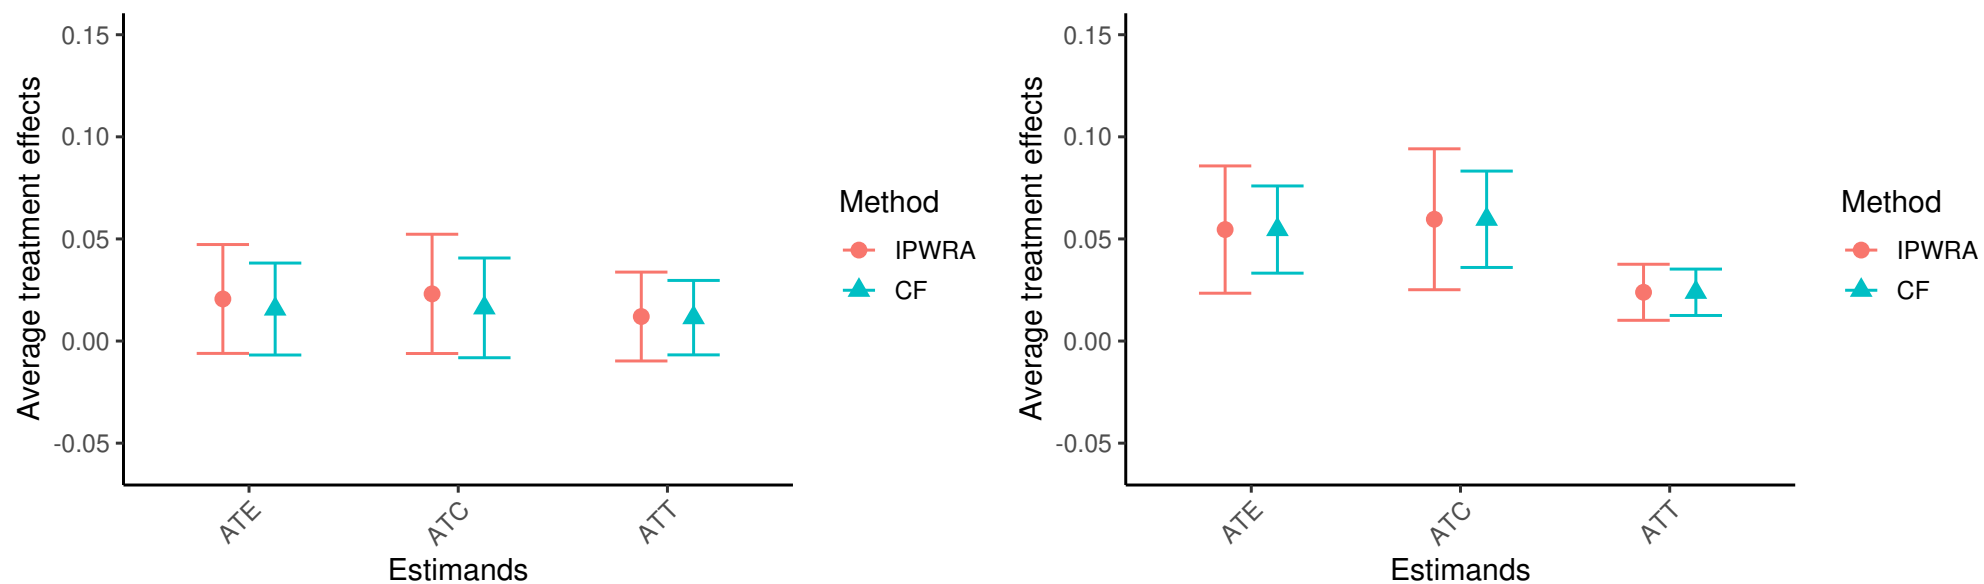 Average treatment effects
0.15
0.10
0.05
0.00
-0.05
ATE
ATC
ATT
Estimands
Method
IPWRA
CF
Average treatment effects
0.15
0.10
0.05
0.00
-0.05
ATE
ATC
ATT
Estimands
Method
IPWRA
CF